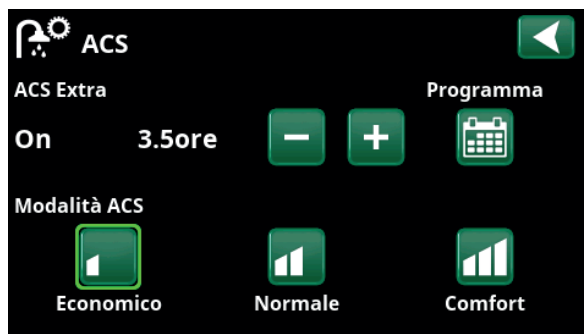 ACS
ACS Extra
Programma
On 3.5ore
Modalità ACS
Economico Normale Comfort